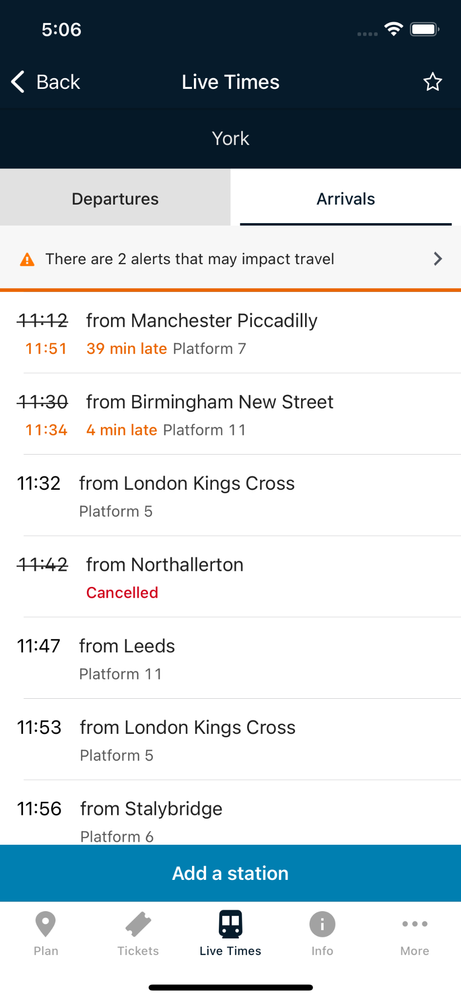 5:06
Back
Live Times
York
Departures
Arrivals
There are 2 alerts that may impact travel
11:12 from Manchester Piccadilly
11:51 39 min late Platform 7
11:30 from Birmingham New Street
11:34 4 min late Platform 11
11:32 from London Kings Cross
Platform 5
11:42 from Northallerton
Cancelled
11:47 from Leeds
Platform 11
11:53 from London Kings Cross
Platform 5
11:56 from Stalybridge
Platform 6
Add a station
Plan
Tickets
Live Times
Info
More